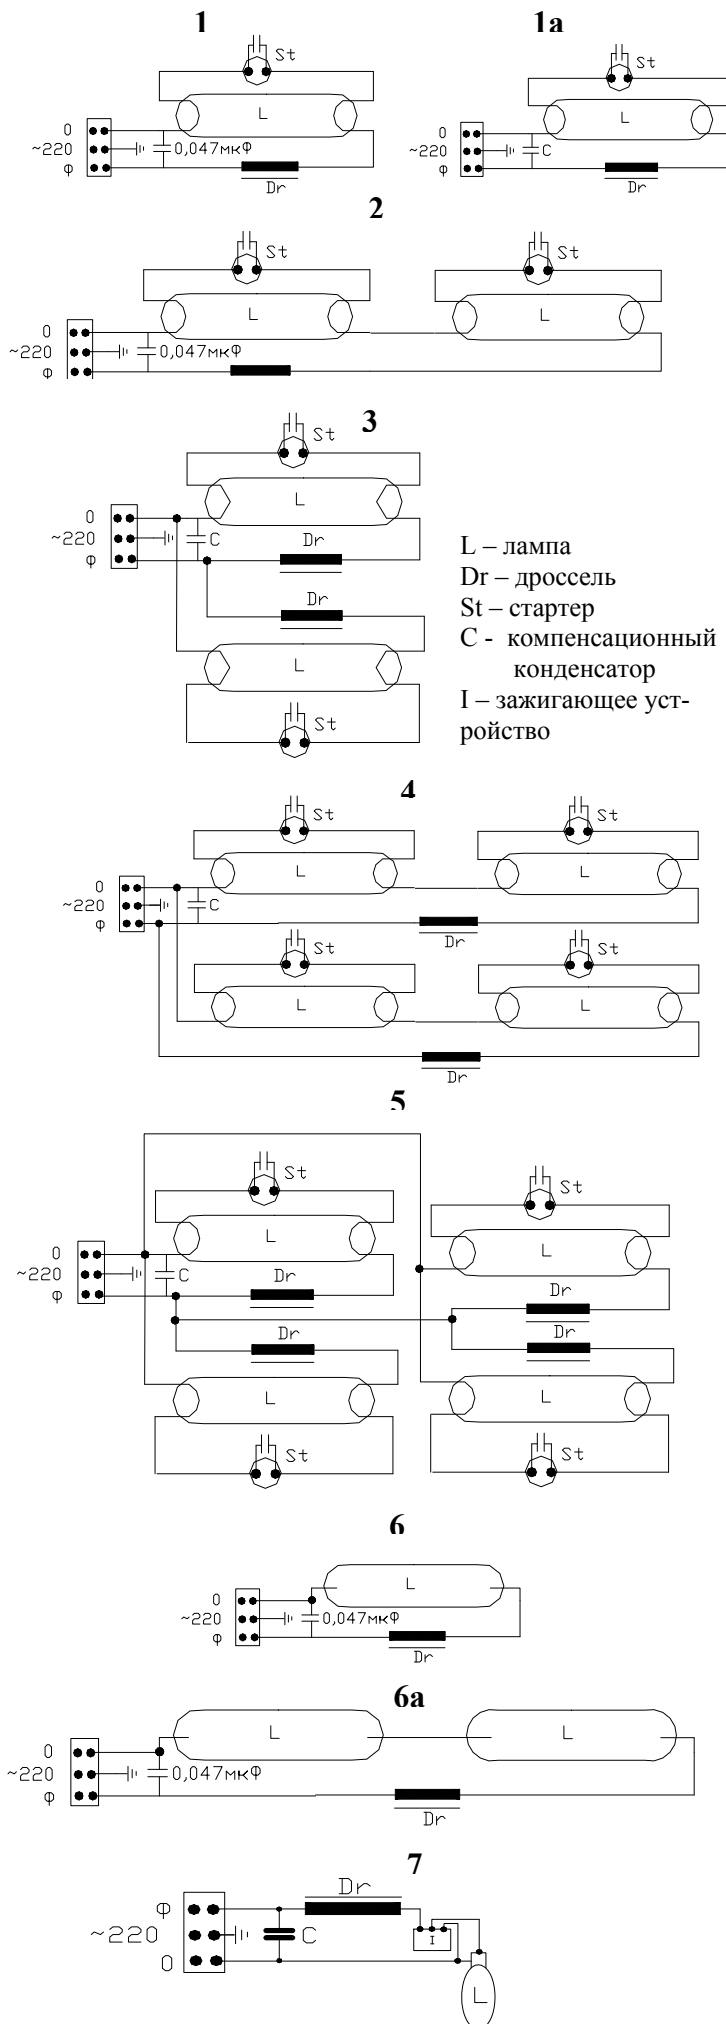 1
1а
St
St
L
L
0
~220
Ф
0,047мкФ
Dr
0
~220
Ф
C
Dr
2
St
St
L
L
0
~220
Ф
0,047мкФ
3
St
L
0
~220
Ф
C
Dr
Dr
L
St
L – лампа
Dr – дроссель
St – стартер
C - компенсационный
конденсатор
I – зажигающее уст-
ройство
4
St
St
L
L
0
~220
Ф
C
Dr
St
St
L
L
Dr
5
St
St
L
L
0
~220
Ф
C
Dr
Dr
Dr
Dr
L
L
St
St
6
L
0
~220
Ф
0,047мкФ
Dr
6а
L
L
0
~220
Ф
0,047мкФ
Dr
7
Ф
~220
0
Dr
C
I
L